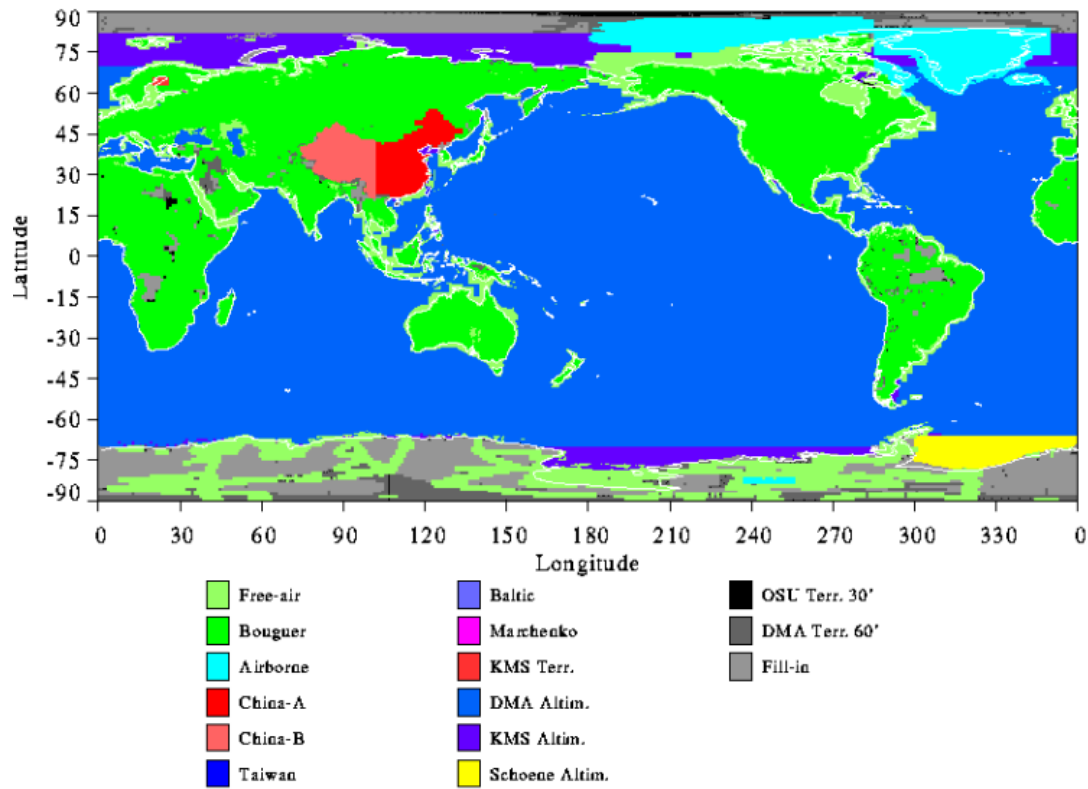 90
75
60
45
30
15
0
-15
-30
-45
-60
-75
-90
Latitude
0 30 60 90 120 150 180 210 240 270 300 330 0
Longitude
Free-air Baltic OSU Terr. 30'
Bouguer Marchenko DMA Terr. 60'
Airborne KMS Terr. Fill-in
China-A DMA Altim.
China-B KMS Altim.
Taiwan Schoene Altim.